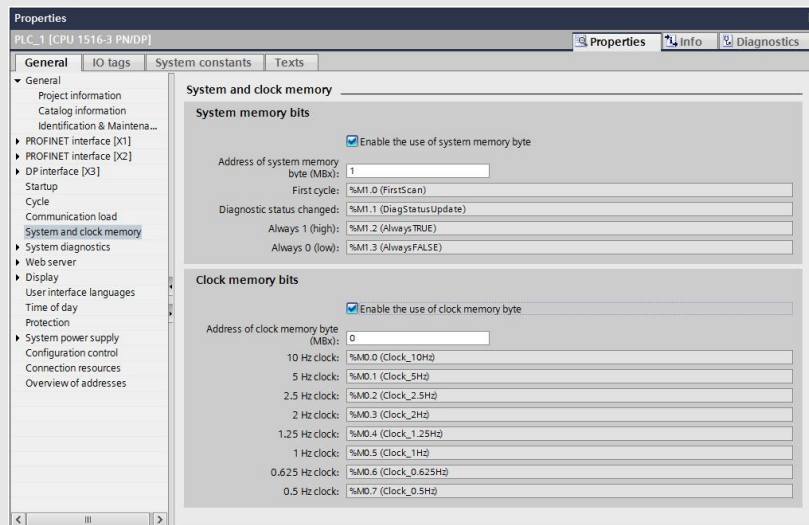 Properties
PLC_1 [CPU 1516-3 PN/DP]
Properties
Info
Diagnostics
General
IO tags
System constants
Texts
General
Project information
Catalog information
Identification & Maintena...
PROFINET interface [X1]
PROFINET interface [X2]
DP interface [X3]
Startup
Cycle
Communication load
System and clock memory
System diagnostics
Web server
Display
User interface languages
Time of day
Protection
System power supply
Configuration control
Connection resources
Overview of addresses
System and clock memory
System memory bits
Enable the use of system memory byte
Address of system memory
byte (MBx): 1
First cycle: %M1.0 (FirstScan)
Diagnostic status changed: %M1.1 (DiagStatusUpdate)
Always 1 (high): %M1.2 (AlwaysTRUE)
Always 0 (low): %M1.3 (AlwaysFALSE)
Clock memory bits
Enable the use of clock memory byte
Address of clock memory byte
(MBx): 0
10 Hz clock: %M0.0 (Clock_10Hz)
5 Hz clock: %M0.1 (Clock_5Hz)
2.5 Hz clock: %M0.2 (Clock_2.5Hz)
2 Hz clock: %M0.3 (Clock_2Hz)
1.25 Hz clock: %M0.4 (Clock_1.25Hz)
1 Hz clock: %M0.5 (Clock_1Hz)
0.625 Hz clock: %M0.6 (Clock_0.625Hz)
0.5 Hz clock: %M0.7 (Clock_0.5Hz)